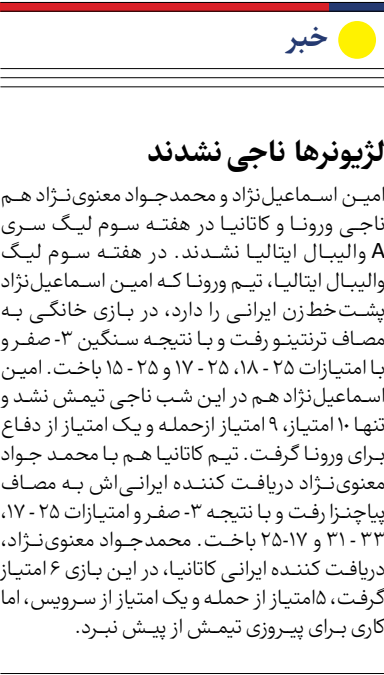 خبر
لژیونرها ناجی نشدند
امین اسماعیل‌نژاد و محمدجواد معنوی‌نژاد هم
ناجی ورونا و کاتانیا در هفته سوم لیگ سری
A والیبال ایتالیا نشدند. در هفته سوم لیگ
والیبال ایتالیا، تیم ورونا که امین اسماعیل‌نژاد
پشت‌خط‌زن ایرانی را دارد، در بازی خانگی به
مصاف ترنتینو رفت و با نتیجه سنگین ۳- صفر و
با امتیازات ۲۵ - ۱۸، ۲۵ - ۱۷ و ۲۵ - ۱۵ باخت. امین
اسماعیل‌نژاد هم در این شب ناجی تیمش نشد و
تنها ۱۰ امتیاز، ۹ امتیاز ازحمله و یک امتیاز از دفاع
برای ورونا گرفت. تیم کاتانیا هم با محمد جواد
معنوی‌نژاد دریافت کننده ایرانی‌اش به مصاف
پیاچنزا رفت و با نتیجه ۳- صفر و امتیازات ۲۵ - ۱۷،
۳۳ - ۳۱ و ۱۷-۲۵ باخت. محمدجواد معنوی‌نژاد،
دریافت کننده ایرانی کاتانیا، در این بازی ۶ امتیاز
گرفت، ۵امتیاز از حمله و یک امتیاز از سرویس، اما
کاری برای پیروزی تیمش از پیش نبرد.